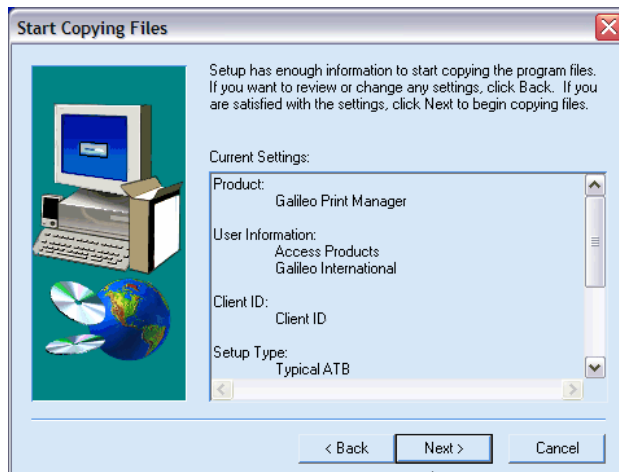 Start Copying Files
Setup has enough information to start copying the program files.
If you want to review or change any settings, click Back. If you
are satisfied with the settings, click Next to begin copying files.
Current Settings:
Product:
Galileo Print Manager
User Information:
Access Products
Galileo International
Client ID:
Client ID
Setup Type:
Typical ATB
< Back
Next >
Cancel